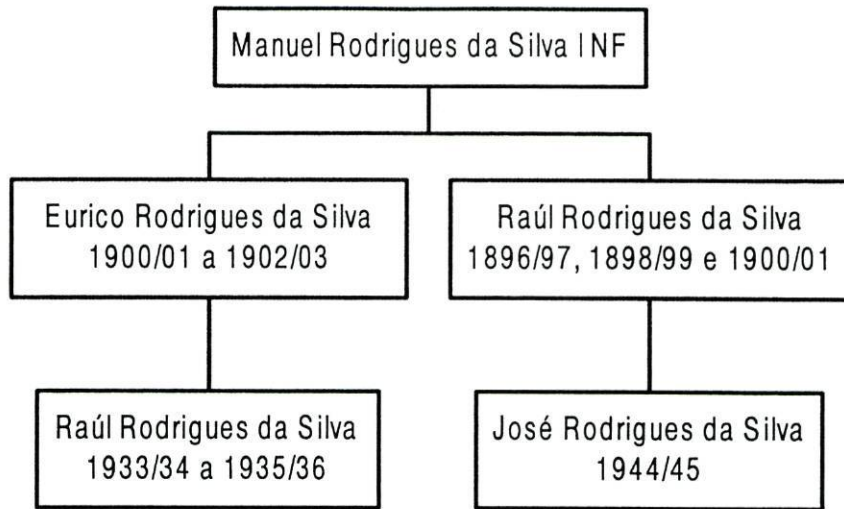 Manuel Rodrigues da Silva INF
Eurico Rodrigues da Silva
1900/01 a 1902/03
Raúl Rodrigues da Silva
1896/97, 1898/99 e 1900/01
Raúl Rodrigues da Silva
1933/34 a 1935/36
José Rodrigues da Silva
1944/45